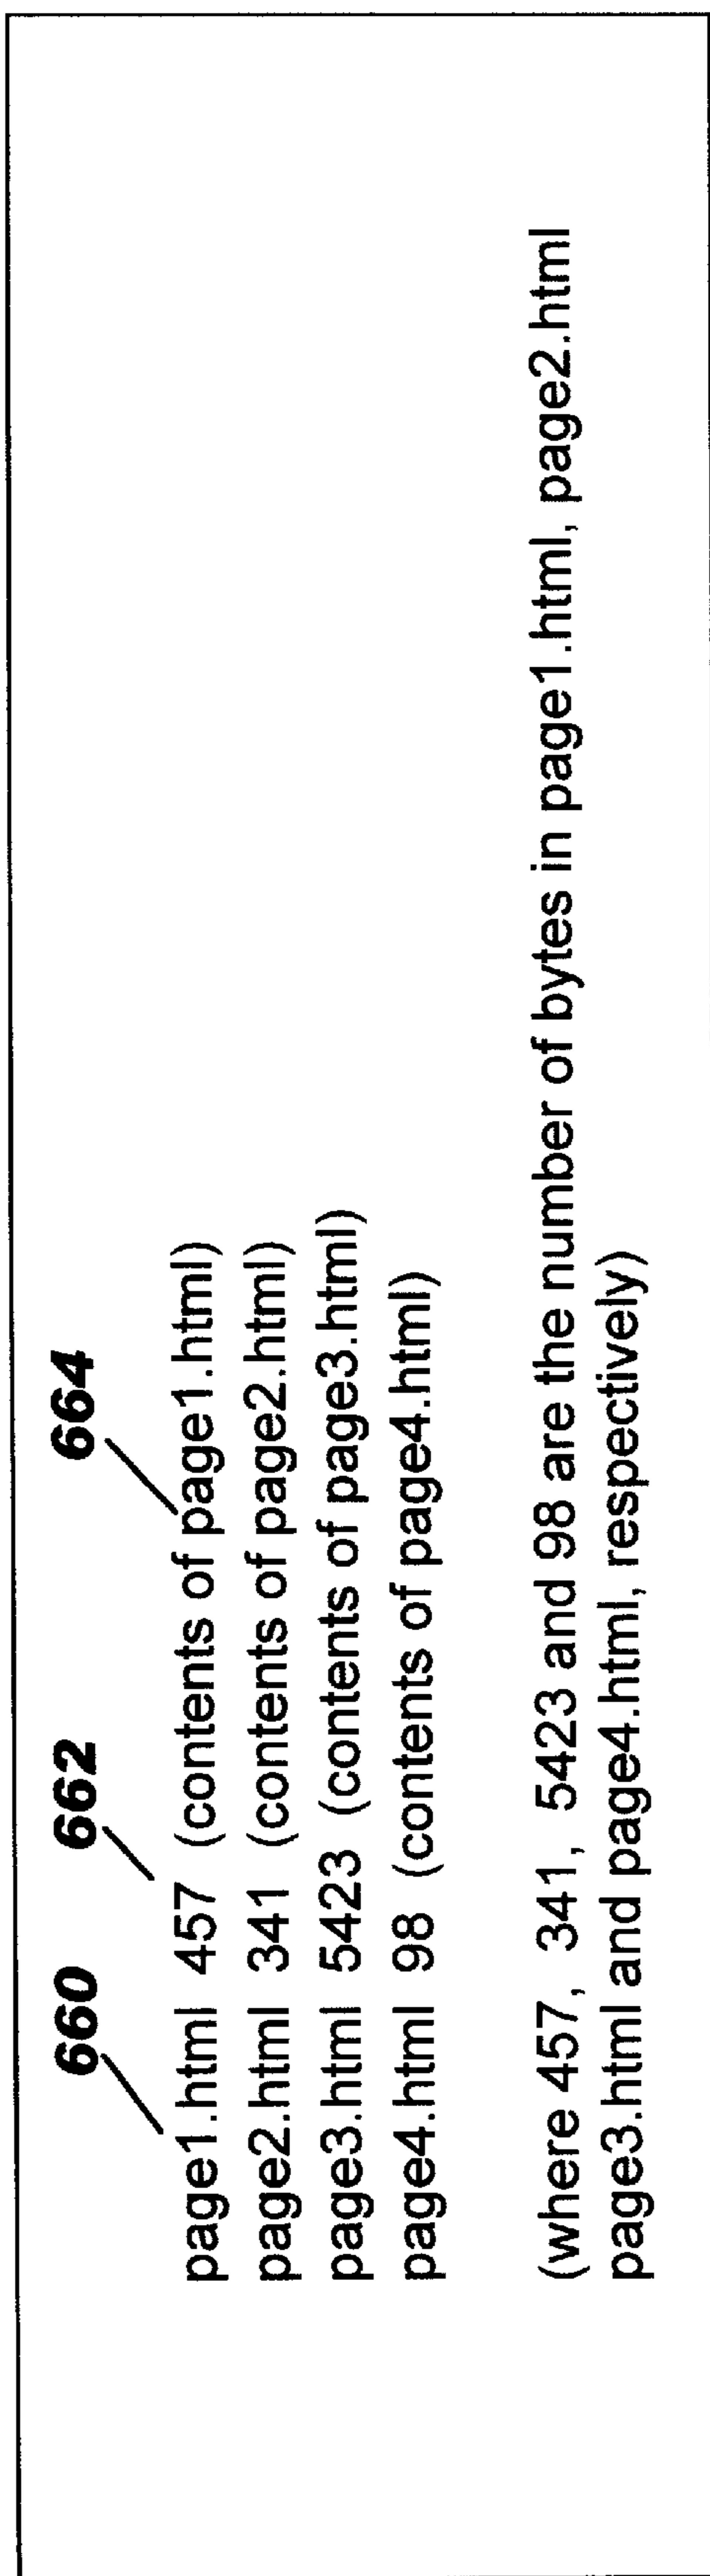 660 662 664
page1.html 457 (contents of page1.html)
page2.html 341 (contents of page2.html)
page3.html 5423 (contents of page3.html)
page4.html 98 (contents of page4.html)
(where 457, 341, 5423 and 98 are the number of bytes in page1.html, page2.html
page3.html and page4.html, respectively)